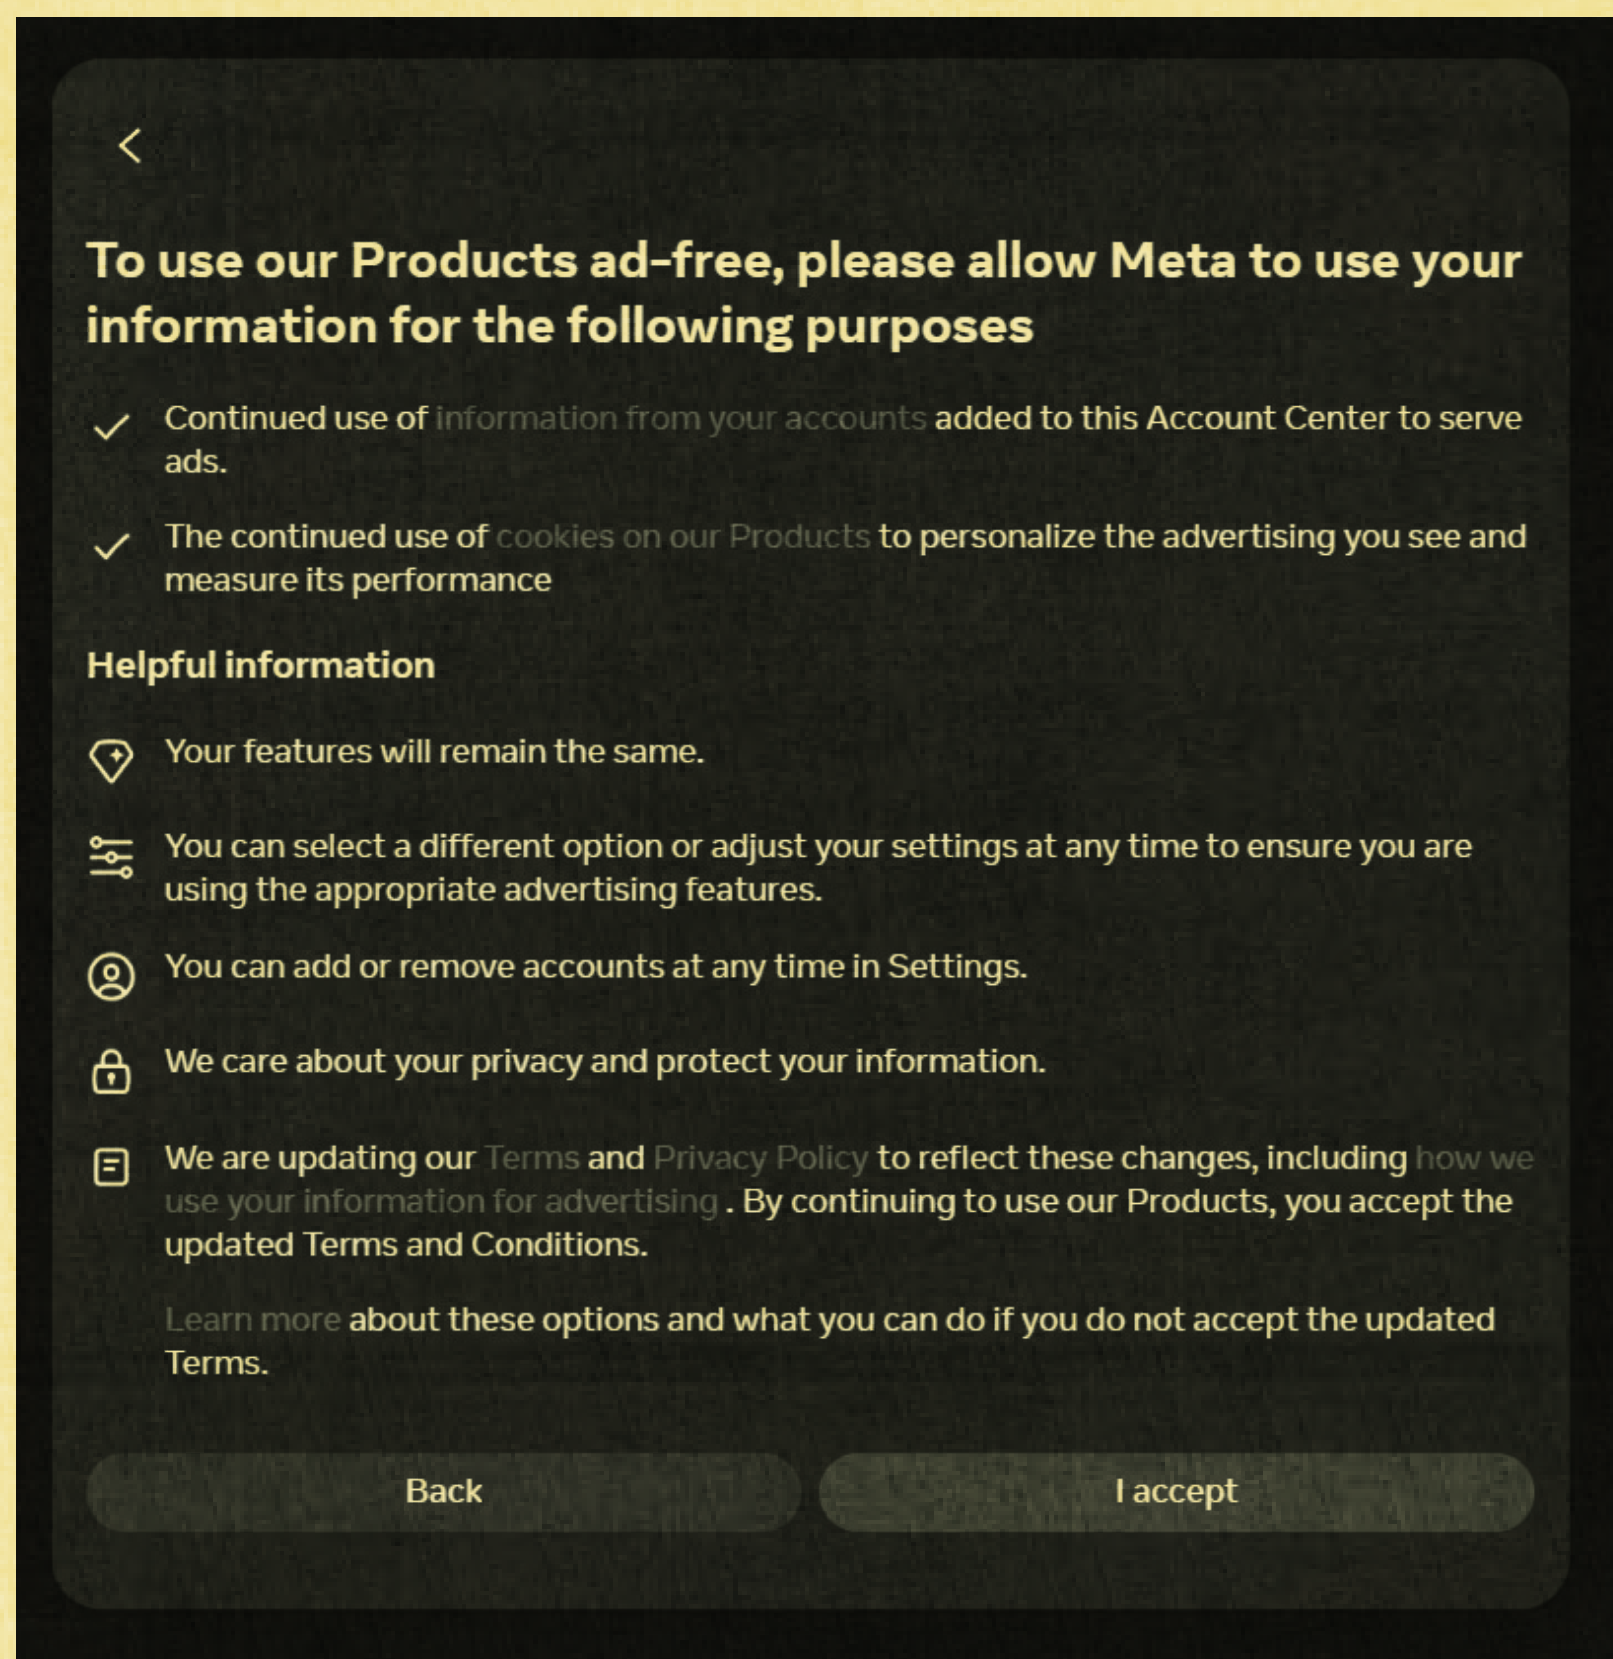 To use our Products ad-free, please allow Meta to use your
information for the following purposes
Continued use of information from your accounts added to this Account Center to serve
ads.
The continued use of cookies on our Products to personalize the advertising you see and
measure its performance
Helpful information
Your features will remain the same.
You can select a different option or adjust your settings at any time to ensure you are
using the appropriate advertising features.
You can add or remove accounts at any time in Settings.
We care about your privacy and protect your information.
We are updating our Terms and Privacy Policy to reflect these changes, including how we
use your information for advertising . By continuing to use our Products, you accept the
updated Terms and Conditions.
Learn more about these options and what you can do if you do not accept the updated
Terms.
Back
I accept